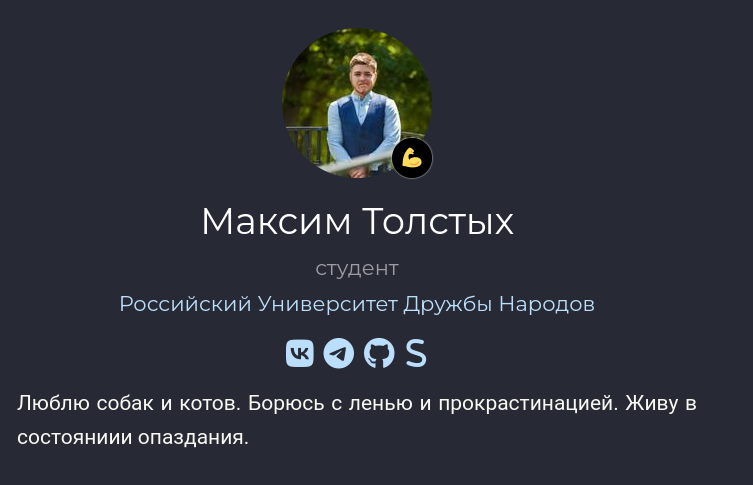 Максим Толстых
студент
Российский Университет Дружбы Народов
Люблю собак и котов. Борюсь с ленью и прокрастинацией. Живу в
состояниии опаздания.